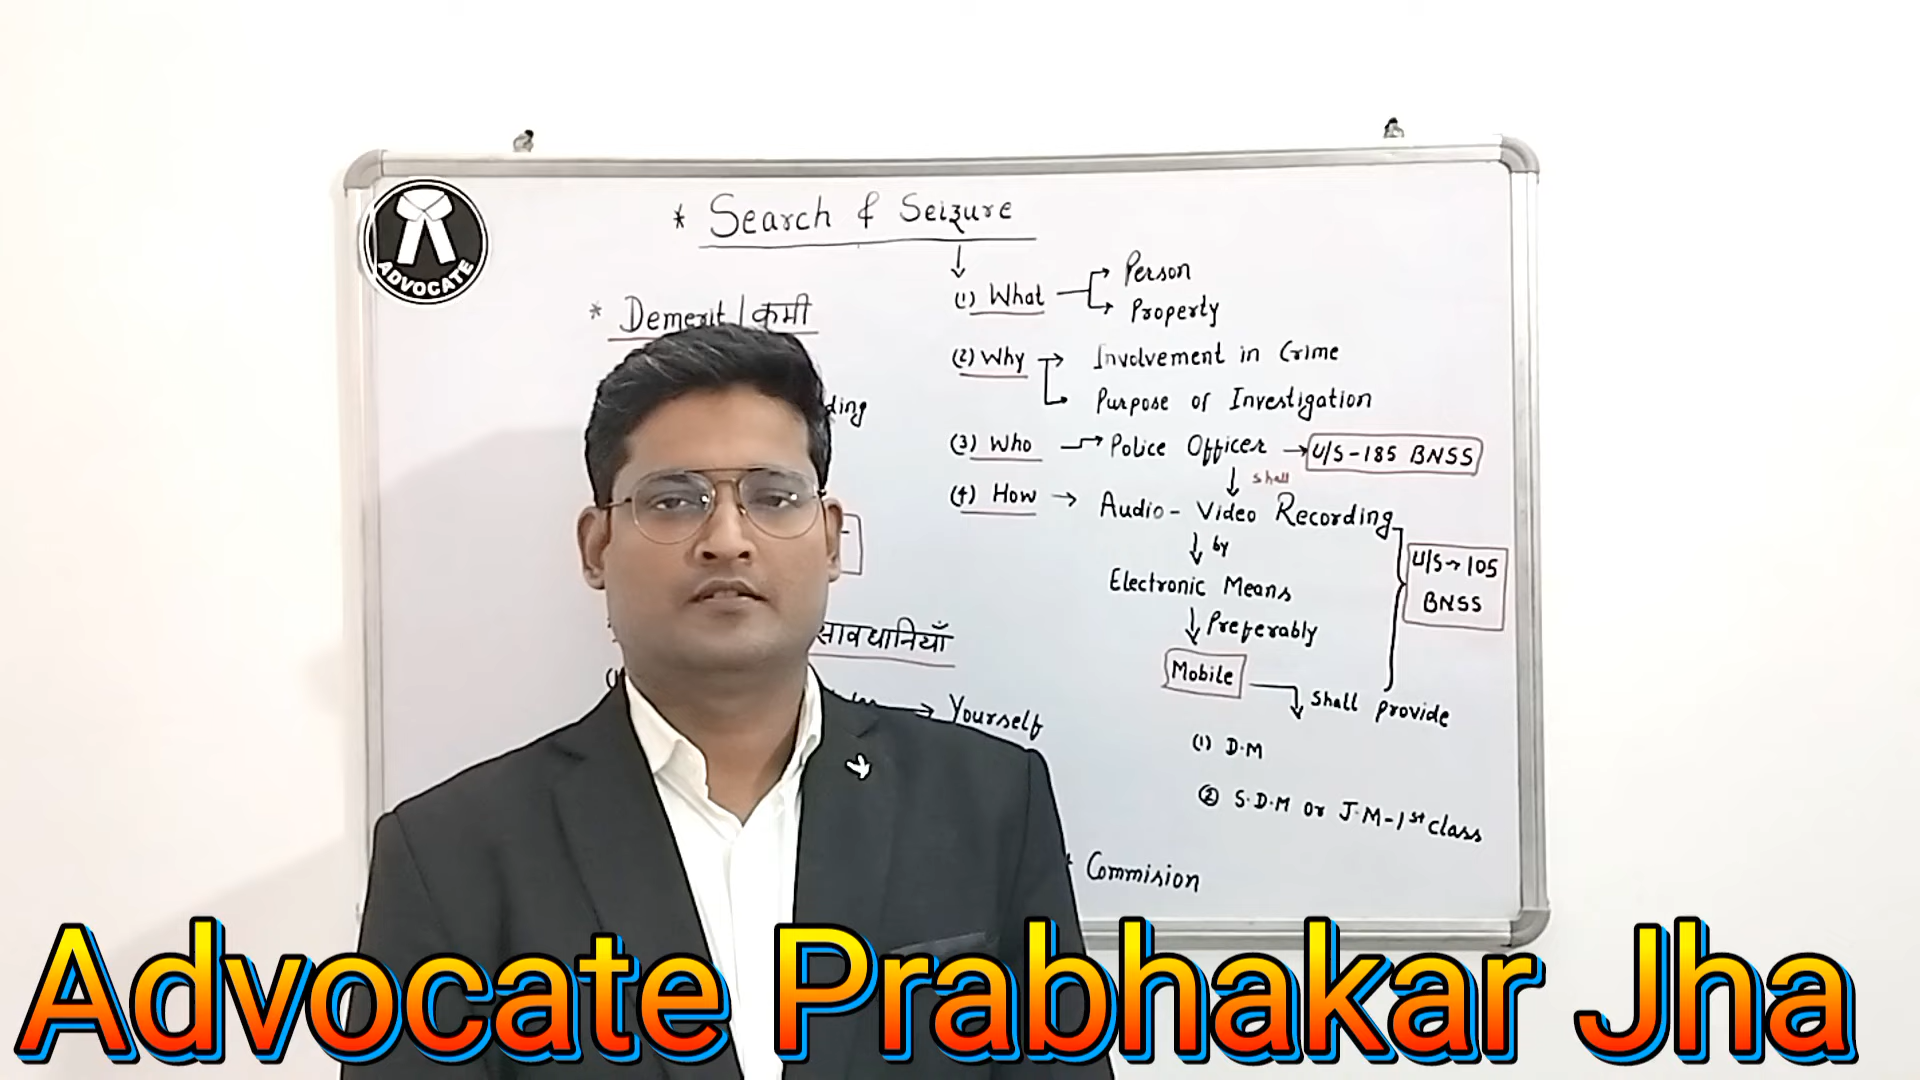 ADVOCATE
* Search & Seizure
* Demerit / कमी
ding
सावधानियाँ
Yourself
(1) What
Person
Property
(2) Why
Involvement in Crime
Purpose of Investigation
(3) Who
Police Officer
U/S-185 BNSS
Shall
(4) How
Audio - Video Recording
by
Electronic Means
Preferably
Mobile
U/S 105
BNSS
Shall provide
(1) D.M
② S.D.M or J.M-1st class
* Commision
Advocate Prabhakar Jha